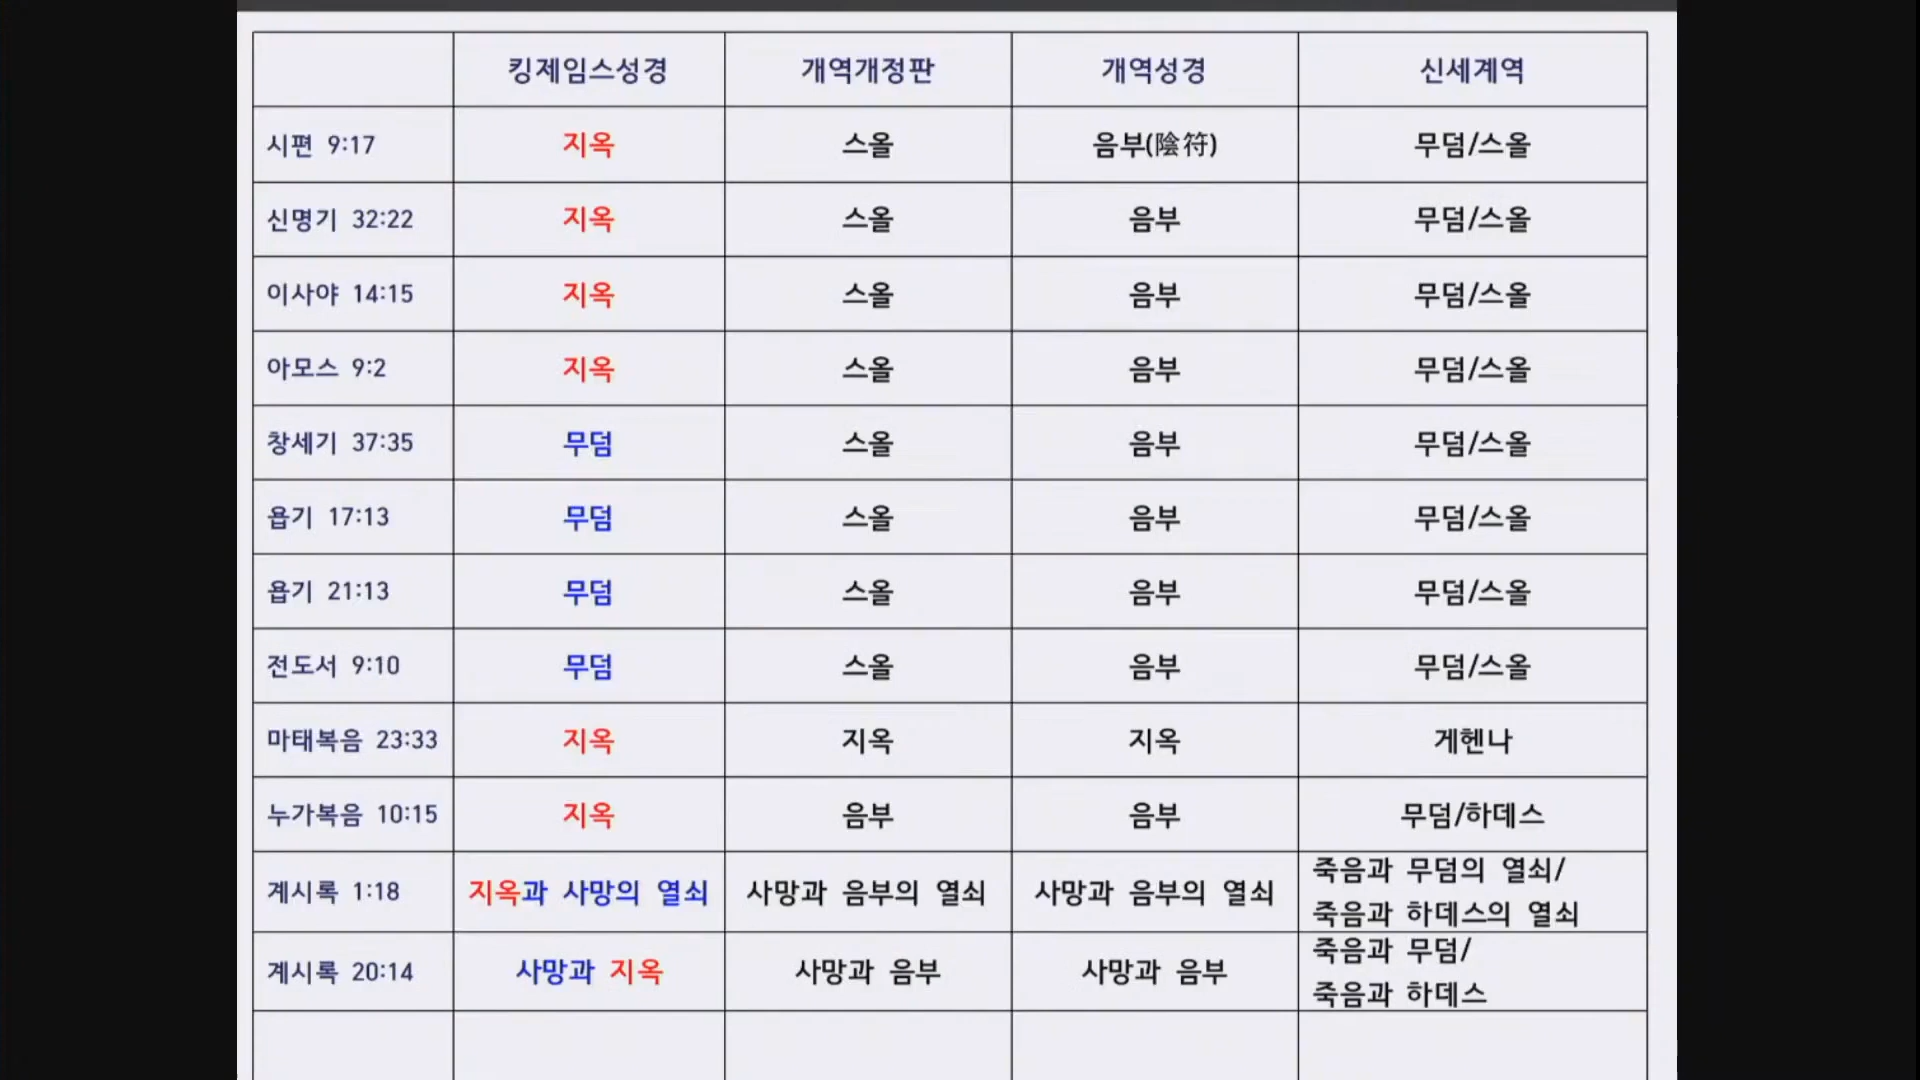 킹제임스성경 개역개정판 개역성경 신세계역
시편 9:17 지옥 스올 음부(陰符) 무덤/스올
신명기 32:22 지옥 스올 음부 무덤/스올
이사야 14:15 지옥 스올 음부 무덤/스올
아모스 9:2 지옥 스올 음부 무덤/스올
창세기 37:35 무덤 스올 음부 무덤/스올
욥기 17:13 무덤 스올 음부 무덤/스올
욥기 21:13 무덤 스올 음부 무덤/스올
전도서 9:10 무덤 스올 음부 무덤/스올
마태복음 23:33 지옥 지옥 지옥 게헨나
누가복음 10:15 지옥 음부 음부 무덤/하데스
계시록 1:18 지옥과 사망의 열쇠 사망과 음부의 열쇠 사망과 음부의 열쇠 죽음과 무덤의 열쇠/
죽음과 하데스의 열쇠
계시록 20:14 사망과 지옥 사망과 음부 사망과 음부 죽음과 무덤/
죽음과 하데스